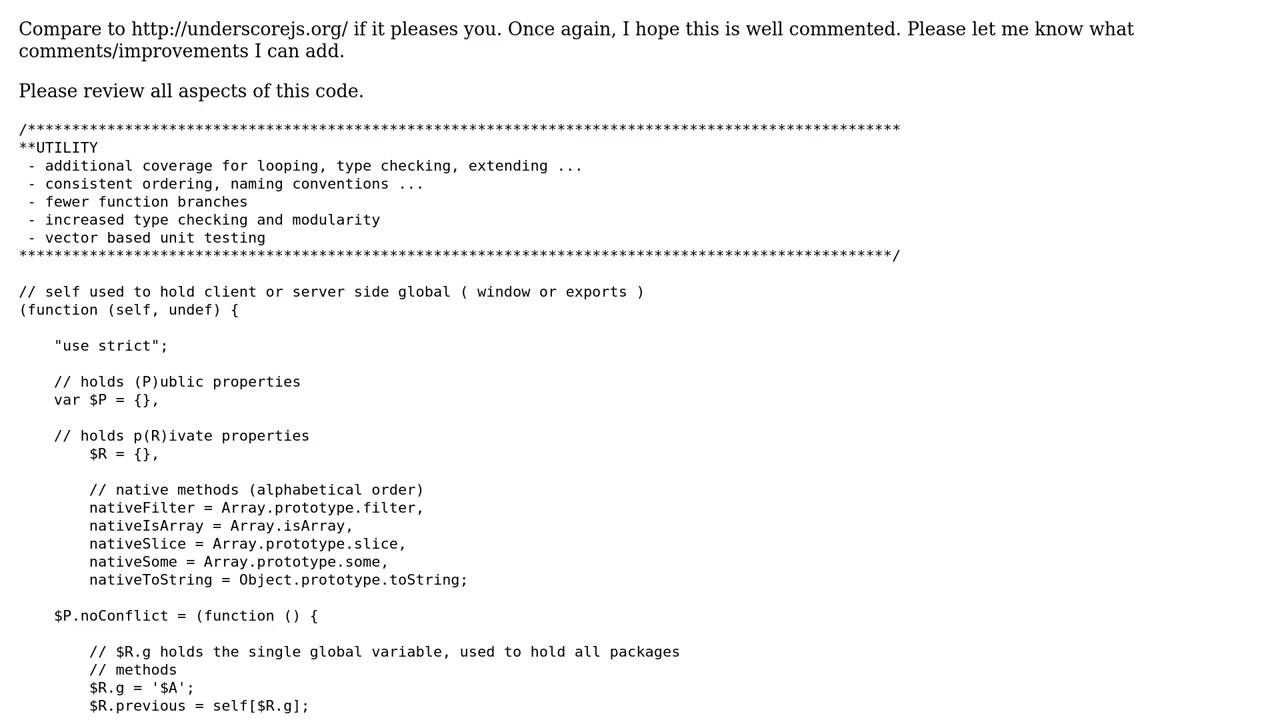 Compare to http://underscorejs.org/ if it pleases you. Once again, I hope this is well commented. Please let me know what
comments/improvements I can add.
Please review all aspects of this code.
/***************************************************************************************************
**UTILITY
 - additional coverage for looping, type checking, extending ...
 - consistent ordering, naming conventions ...
 - fewer function branches
 - increased type checking and modularity
 - vector based unit testing
***************************************************************************************************/
// self used to hold client or server side global ( window or exports )
(function (self, undef) {
    "use strict";
    // holds (P)ublic properties
    var $P = {},
    // holds p(R)ivate properties
        $R = {},
        // native methods (alphabetical order)
        nativeFilter = Array.prototype.filter,
        nativeIsArray = Array.isArray,
        nativeSlice = Array.prototype.slice,
        nativeSome = Array.prototype.some,
        nativeToString = Object.prototype.toString;
    $P.noConflict = (function () {
        // $R.g holds the single global variable, used to hold all packages
        // methods
        $R.g = '$A';
        $R.previous = self[$R.g];